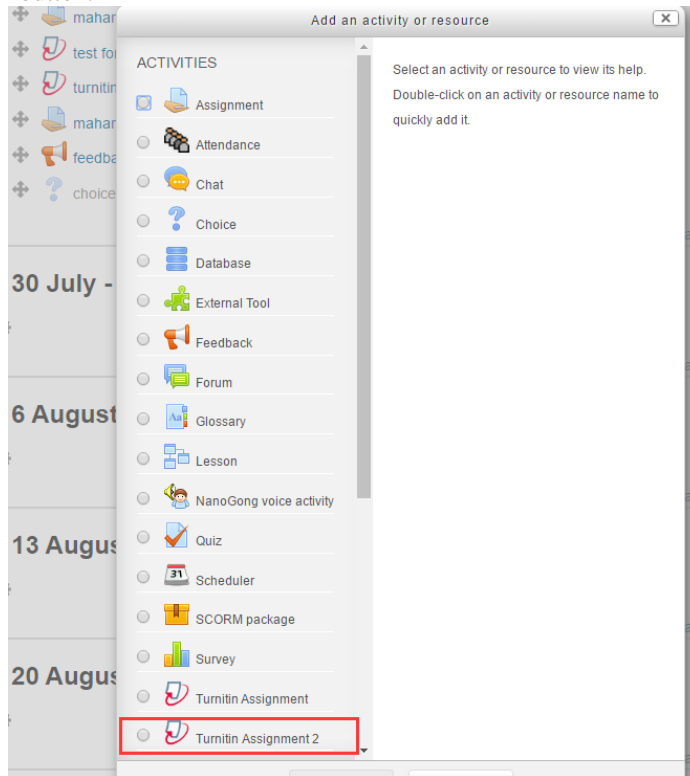 Add an activity or resource
mahar
test fo
turnitin
mahar
feedba
choice
30 July -
6 August
13 Augus
20 Augus
ACTIVITIES
Assignment
Attendance
Chat
Choice
Database
External Tool
Feedback
Forum
Glossary
Lesson
NanoGong voice activity
Quiz
31
Scheduler
SCORM package
Survey
Turnitin Assignment
Turnitin Assignment 2
Select an activity or resource to view its help.
Double-click on an activity or resource name to
quickly add it.